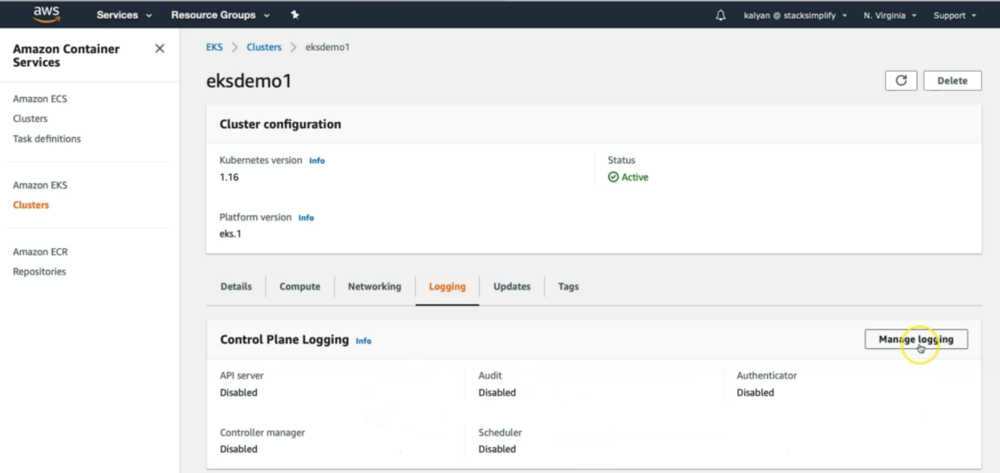 aws Services Resource Groups kalyan @ stacksimplify N. Virginia Support
Amazon Container Services
Amazon ECS
Clusters
Task definitions
Amazon EKS
Clusters
Amazon ECR
Repositories
EKS > Clusters > eksdemo1
eksdemo1
Delete
Cluster configuration
Kubernetes version Info
1.16
Status
Active
Platform version Info
eks.1
Details Compute Networking Logging Updates Tags
Control Plane Logging Info
Manage logging
API server
Disabled
Audit
Disabled
Authenticator
Disabled
Controller manager
Disabled
Scheduler
Disabled